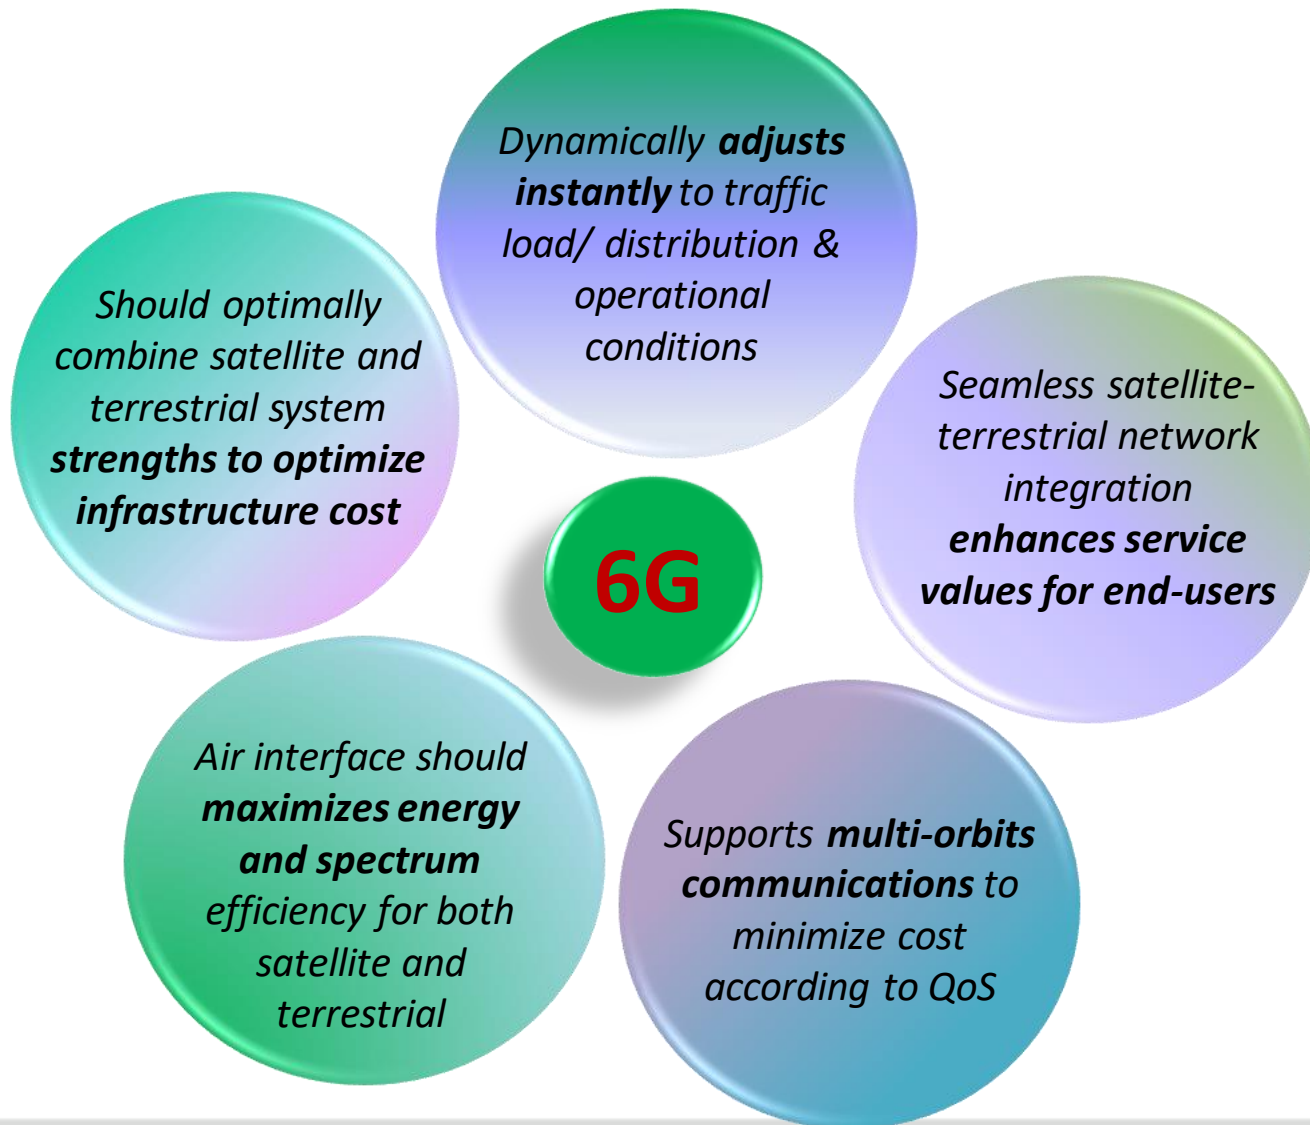 Dynamically adjusts
instantly to traffic
load/ distribution &
operational
conditions
Should optimally
combine satellite and
terrestrial system
strengths to optimize
infrastructure cost
Seamless satellite-
terrestrial network
integration
enhances service
values for end-users
6G
Air interface should
maximizes energy
and spectrum
efficiency for both
satellite and
terrestrial
Supports multi-orbits
communications to
minimize cost
according to QoS